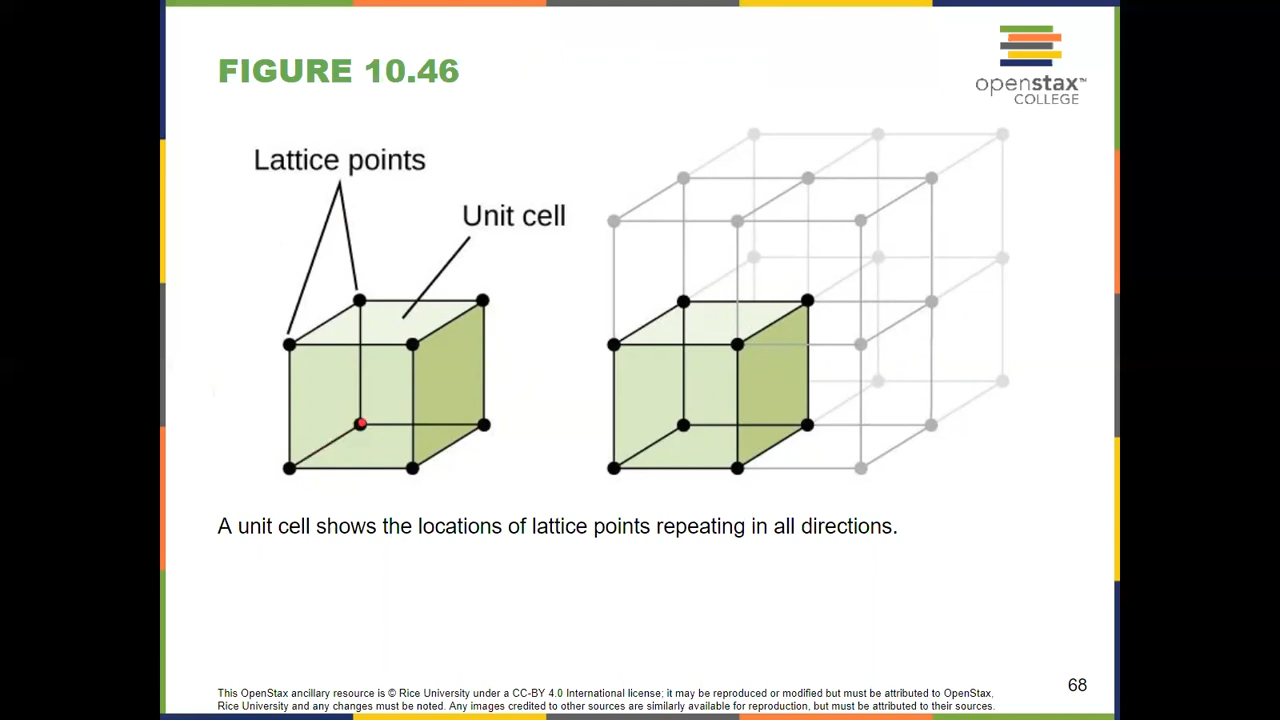 FIGURE 10.46
openstax™
COLLEGE
Lattice points
Unit cell
A unit cell shows the locations of lattice points repeating in all directions.
68
This OpenStax ancillary resource is © Rice University under a CC-BY 4.0 International license; it may be reproduced or modified but must be attributed to OpenStax,
Rice University and any changes must be noted. Any images credited to other sources are similarly available for reproduction, but must be attributed to their sources.